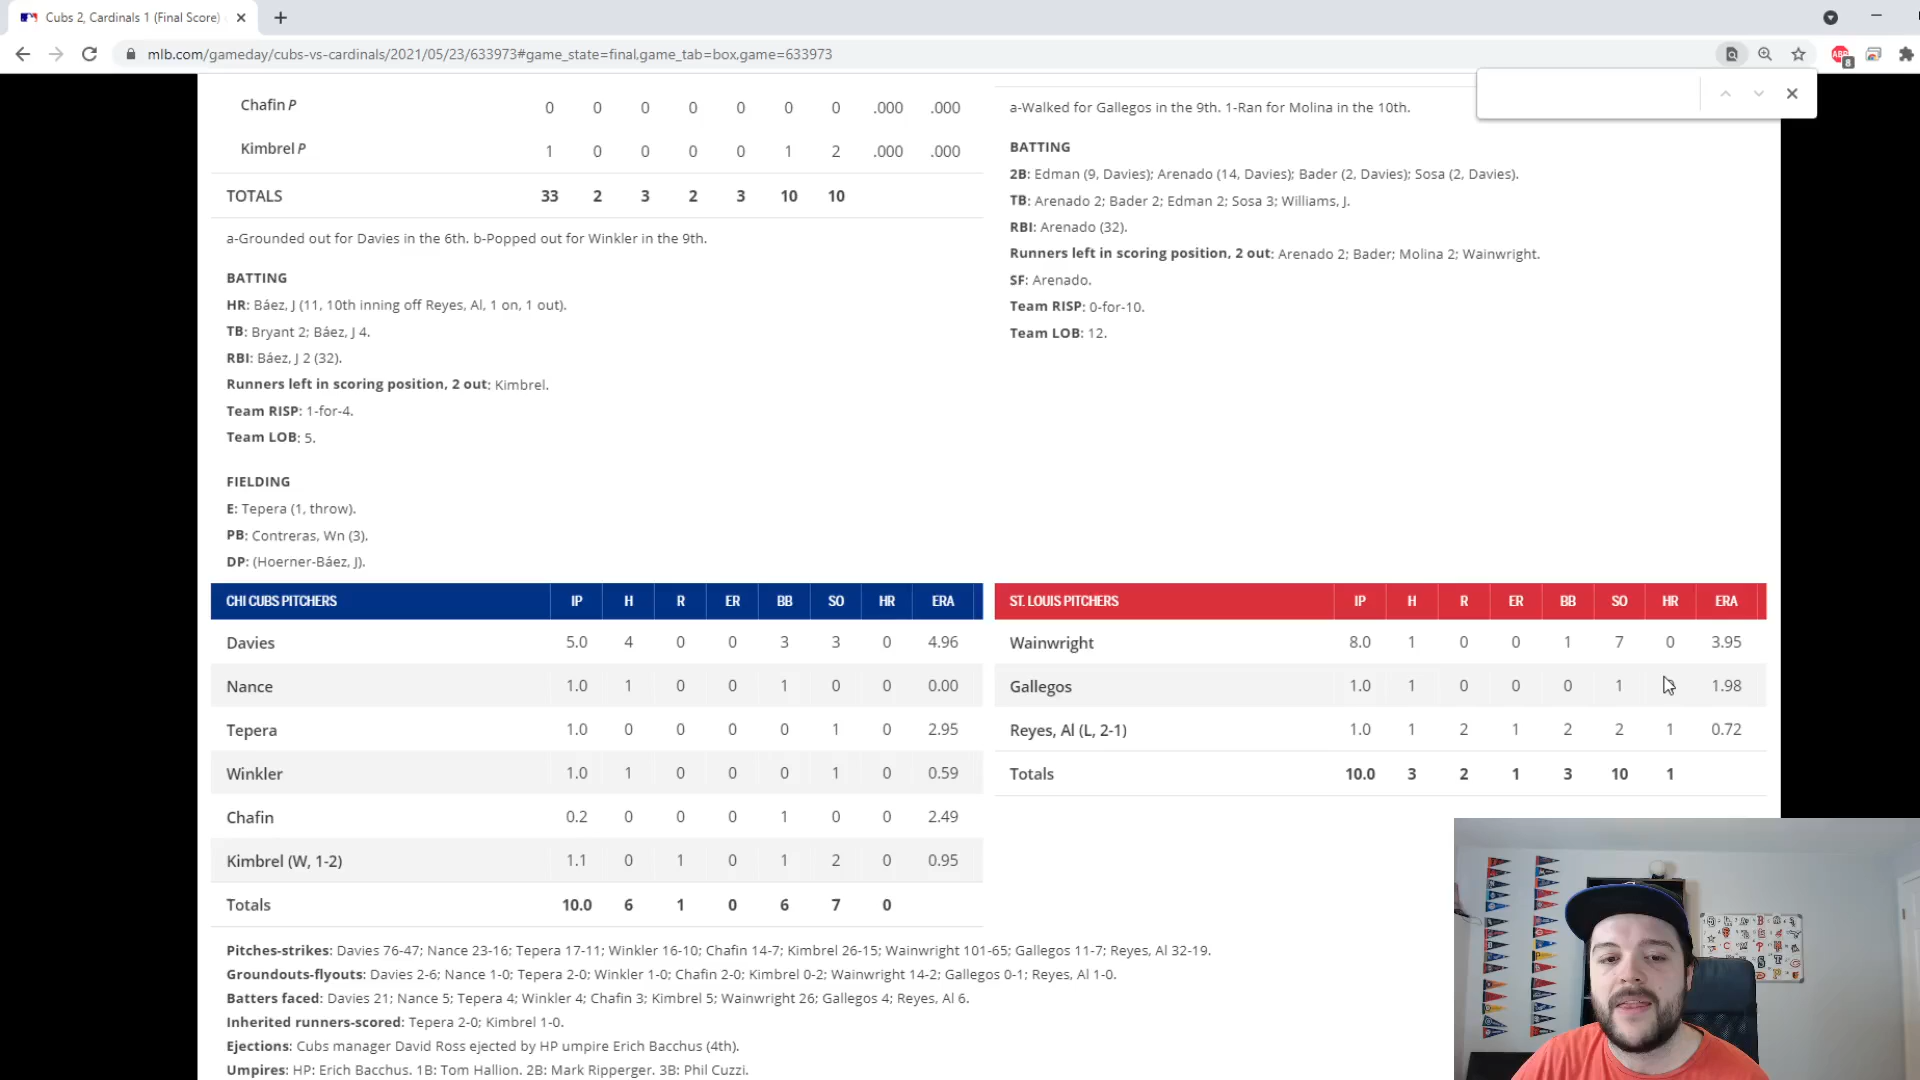 Cubs 2, Cardinals 1 (Final Score)
mlb.com/gameday/cubs-vs-cardinals/2021/05/23/633973#game_state=final,game_tab=box,game=633973
ABP
8
Chafin P 0 0 0 0 0 0 0 .000 .000
Kimbrel P 1 0 0 0 0 1 2 .000 .000
TOTALS 33 2 3 2 3 10 10
a-Grounded out for Davies in the 6th. b-Popped out for Winkler in the 9th.
BATTING
HR: Báez, J (11, 10th inning off Reyes, Al, 1 on, 1 out).
TB: Bryant 2; Báez, J 4.
RBI: Báez, J 2 (32).
Runners left in scoring position, 2 out: Kimbrel.
Team RISP: 1-for-4.
Team LOB: 5.
FIELDING
E: Tepera (1, throw).
PB: Contreras, Wn (3).
DP: (Hoerner-Báez, J).
a-Walked for Gallegos in the 9th. 1-Ran for Molina in the 10th.
BATTING
2B: Edman (9, Davies); Arenado (14, Davies); Bader (2, Davies); Sosa (2, Davies).
TB: Arenado 2; Bader 2; Edman 2; Sosa 3; Williams, J.
RBI: Arenado (32).
Runners left in scoring position, 2 out: Arenado 2; Bader; Molina 2; Wainwright.
SF: Arenado.
Team RISP: 0-for-10.
Team LOB: 12.
CHI CUBS PITCHERS IP H R ER BB SO HR ERA
Davies 5.0 4 0 0 3 3 0 4.96
Nance 1.0 1 0 0 1 0 0 0.00
Tepera 1.0 0 0 0 0 1 0 2.95
Winkler 1.0 1 0 0 0 1 0 0.59
Chafin 0.2 0 0 0 1 0 0 2.49
Kimbrel (W, 1-2) 1.1 0 1 0 1 2 0 0.95
Totals 10.0 6 1 0 6 7 0
ST. LOUIS PITCHERS IP H R ER BB SO HR ERA
Wainwright 8.0 1 0 0 1 7 0 3.95
Gallegos 1.0 1 0 0 0 1 1.98
Reyes, Al (L, 2-1) 1.0 1 2 1 2 2 1 0.72
Totals 10.0 3 2 1 3 10 1
Pitches-strikes: Davies 76-47; Nance 23-16; Tepera 17-11; Winkler 16-10; Chafin 14-7; Kimbrel 26-15; Wainwright 101-65; Gallegos 11-7; Reyes, Al 32-19.
Groundouts-flyouts: Davies 2-6; Nance 1-0; Tepera 2-0; Winkler 1-0; Chafin 2-0; Kimbrel 0-2; Wainwright 14-2; Gallegos 0-1; Reyes, Al 1-0.
Batters faced: Davies 21; Nance 5; Tepera 4; Winkler 4; Chafin 3; Kimbrel 5; Wainwright 26; Gallegos 4; Reyes, Al 6.
Inherited runners-scored: Tepera 2-0; Kimbrel 1-0.
Ejections: Cubs manager David Ross ejected by HP umpire Erich Bacchus (4th).
Umpires: HP: Erich Bacchus. 1B: Tom Hallion. 2B: Mark Ripperger. 3B: Phil Cuzzi.